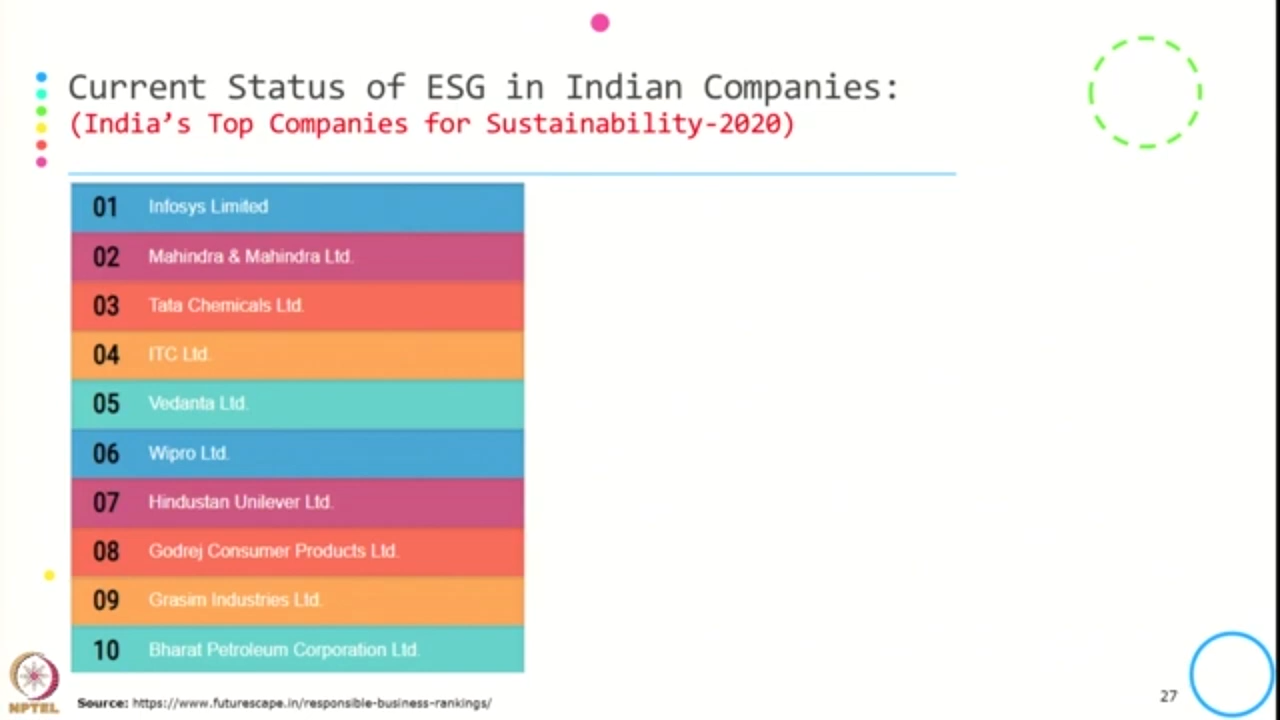 Current Status of ESG in Indian Companies:
(India’s Top Companies for Sustainability-2020)
01 Infosys Limited
02 Mahindra & Mahindra Ltd.
03 Tata Chemicals Ltd.
04 ITC Ltd.
05 Vedanta Ltd.
06 Wipro Ltd.
07 Hindustan Unilever Ltd.
08 Godrej Consumer Products Ltd.
09 Grasim Industries Ltd.
10 Bharat Petroleum Corporation Ltd.
NPTEL
Source: https://www.futurescape.in/responsible-business-rankings/
27